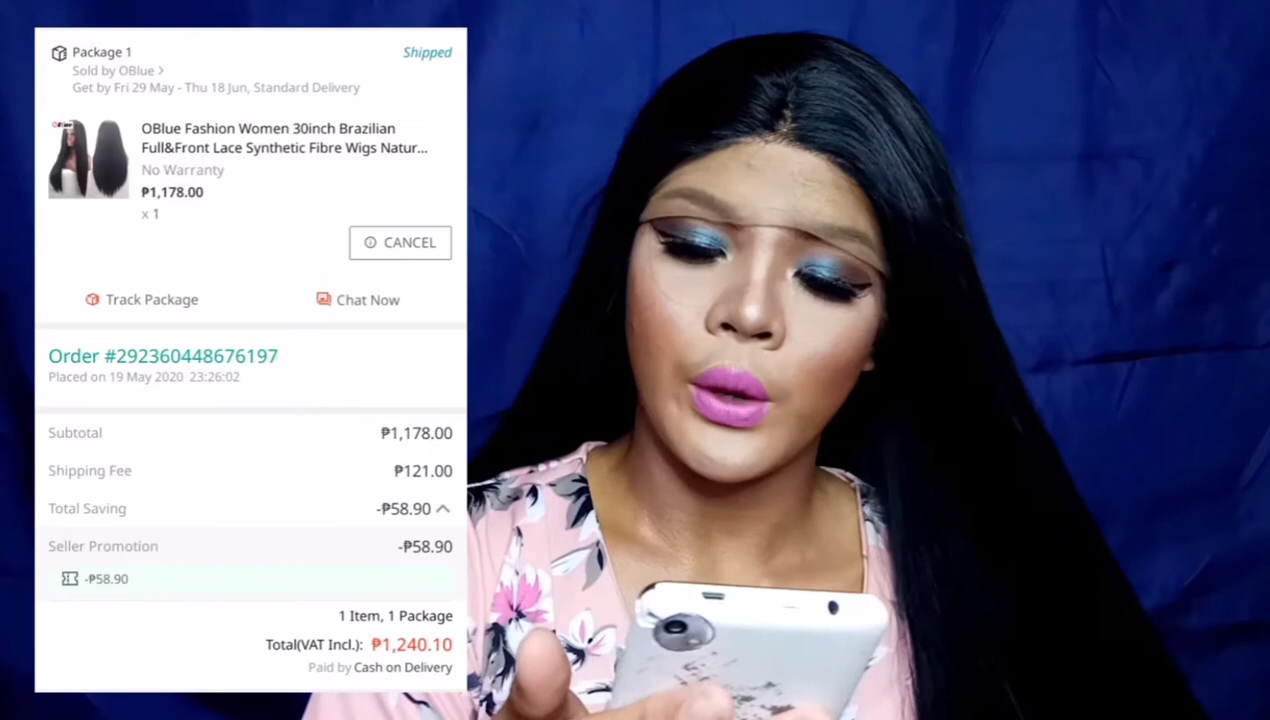 Package 1
Shipped
Sold by OBlue >
Get by Fri 29 May - Thu 18 Jun, Standard Delivery
OBlue Fashion Women 30inch Brazilian
Full&Front Lace Synthetic Fibre Wigs Natur...
No Warranty
₱1,178.00
x 1
CANCEL
Track Package
Chat Now
Order #292360448676197
Placed on 19 May 2020 23:26:02
Subtotal
₱1,178.00
Shipping Fee
₱121.00
Total Saving
-₱58.90
Seller Promotion
-₱58.90
-₱58.90
1 Item, 1 Package
Total(VAT Incl.): ₱1,240.10
Paid by Cash on Delivery